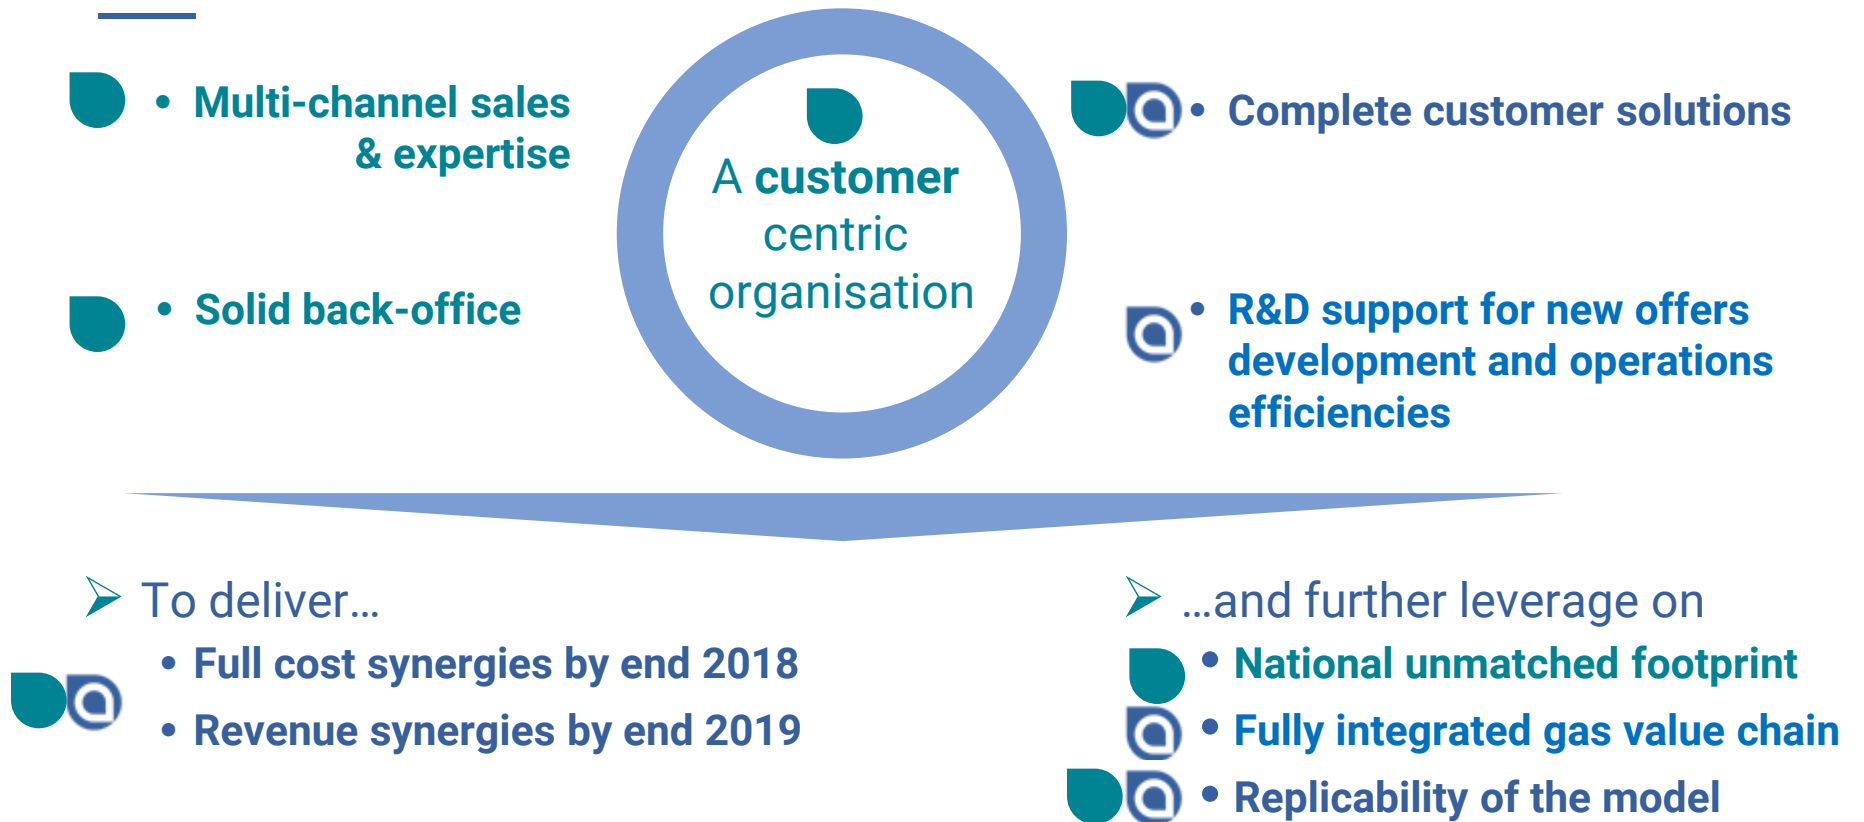 • Multi-channel sales
& expertise
• Solid back-office
A customer
centric
organisation
• Complete customer solutions
• R&D support for new offers
development and operations
efficiencies
➢ To deliver…
• Full cost synergies by end 2018
• Revenue synergies by end 2019
➢ …and further leverage on
• National unmatched footprint
• Fully integrated gas value chain
• Replicability of the model